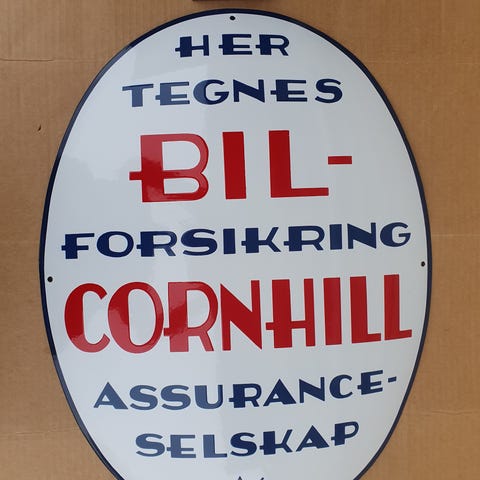 HER
TEGNES
BIL-
FORSIKRING
CORNHILL
ASSURANCE-
SELSKAP